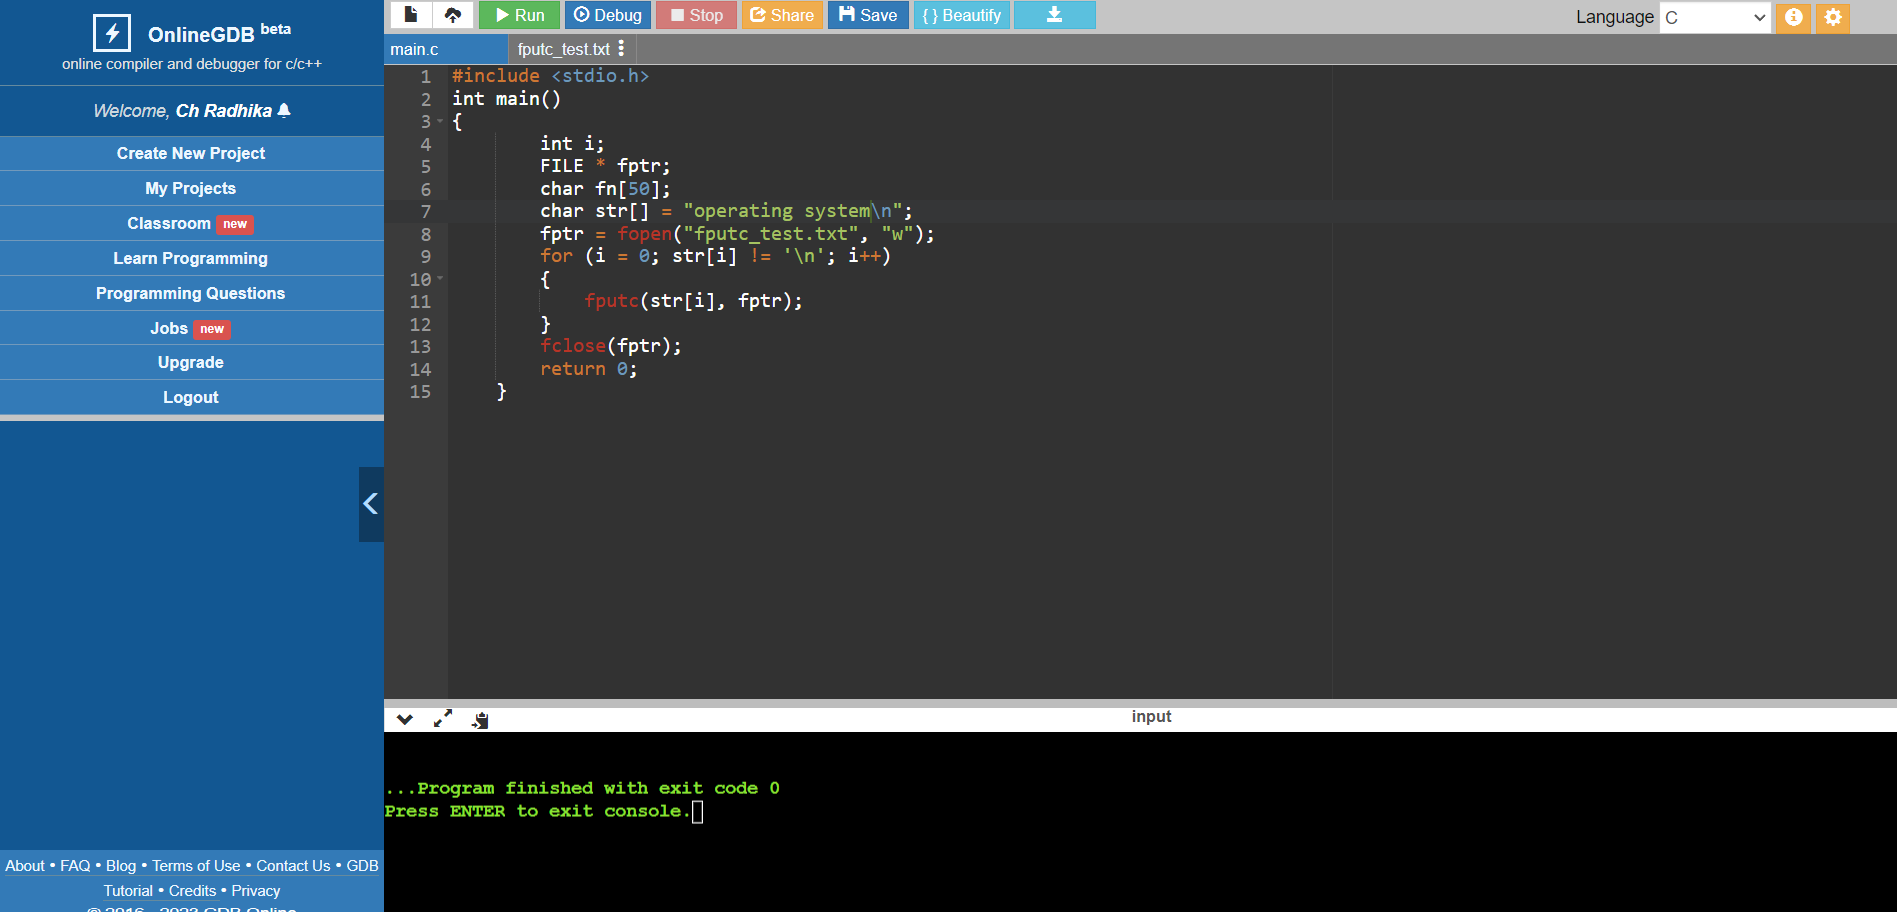 OnlineGDB beta
online compiler and debugger for c/c++
Welcome, Ch Radhika
Create New Project
My Projects
Classroom new
Learn Programming
Programming Questions
Jobs new
Upgrade
Logout
About • FAQ • Blog • Terms of Use • Contact Us • GDB
Tutorial • Credits • Privacy
© 2016 - 2023 GDB Online
Run Debug Stop Share Save { } Beautify
Language C
main.c fputc_test.txt
1 #include <stdio.h>
2 int main()
3 {
4 int i;
5 FILE * fptr;
6 char fn[50];
7 char str[] = "operating system\n";
8 fptr = fopen("fputc_test.txt", "w");
9 for (i = 0; str[i] != '\n'; i++)
10 {
11 fputc(str[i], fptr);
12 }
13 fclose(fptr);
14 return 0;
15 }
input
...Program finished with exit code 0
Press ENTER to exit console.